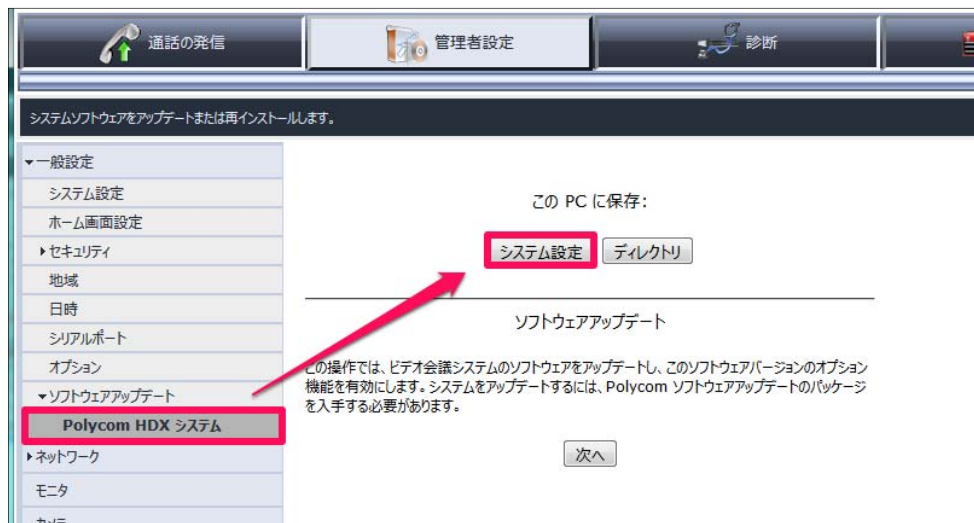 通話の発信
管理者設定
診断
システムソフトウェアをアップデートまたは再インストールします。
一般設定
システム設定
ホーム画面設定
セキュリティ
地域
日時
シリアルポート
オプション
ソフトウェアアップデート
Polycom HDX システム
ネットワーク
モニタ
カメラ
この PC に保存:
システム設定 ディレクトリ
ソフトウェアアップデート
この操作では、ビデオ会議システムのソフトウェアをアップデートし、このソフトウェアバージョンのオプション
機能を有効にします。システムをアップデートするには、Polycom ソフトウェアアップデートのパッケージ
を入手する必要があります。
次へ